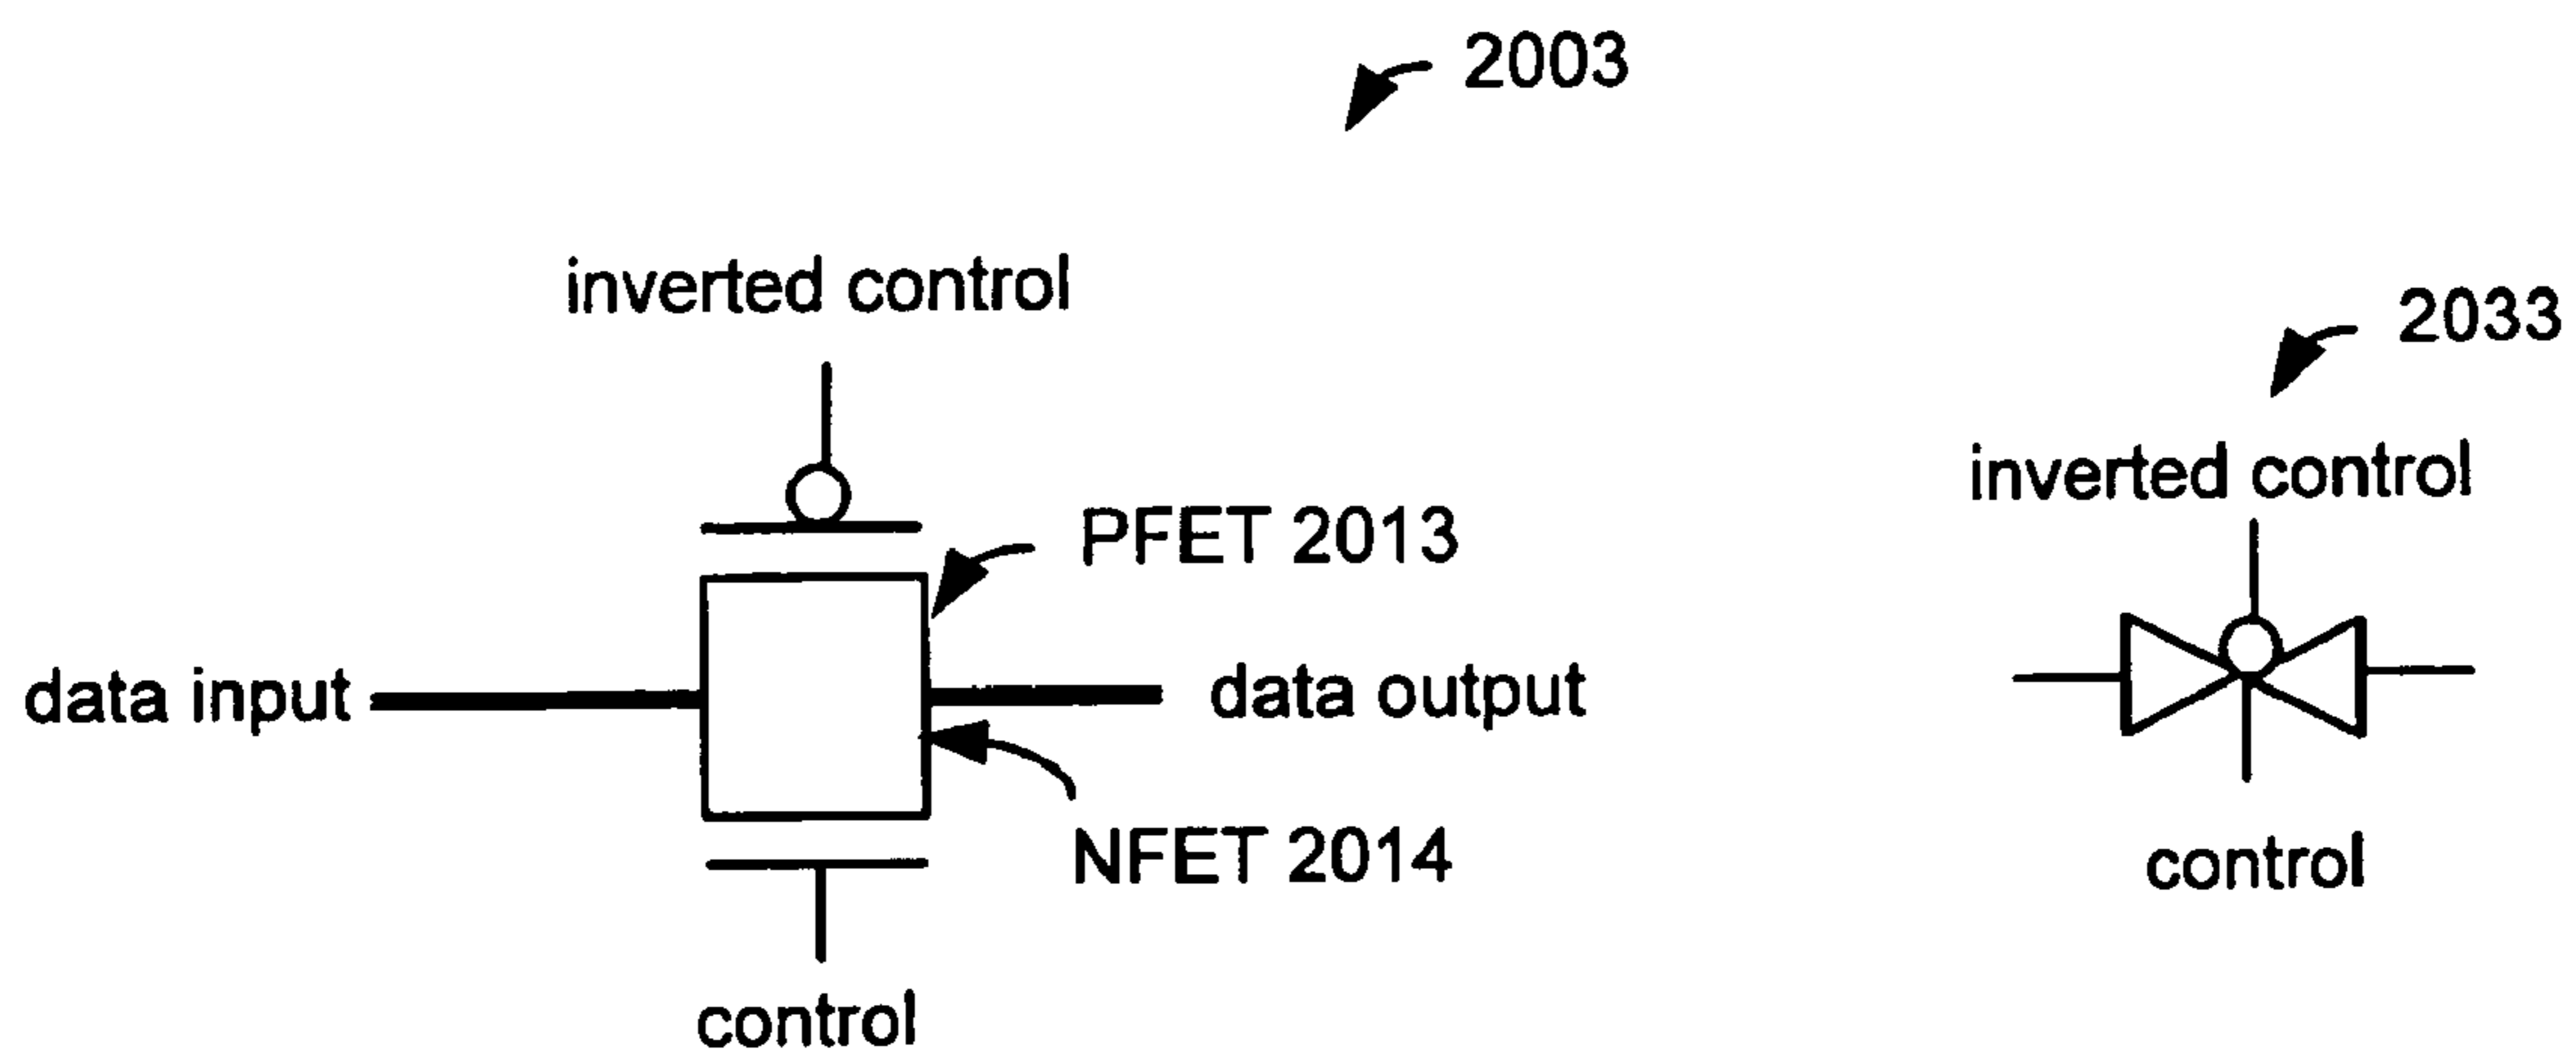 2003
inverted control
2033
inverted control
PFET 2013
data input
data output
NFET 2014
control
control